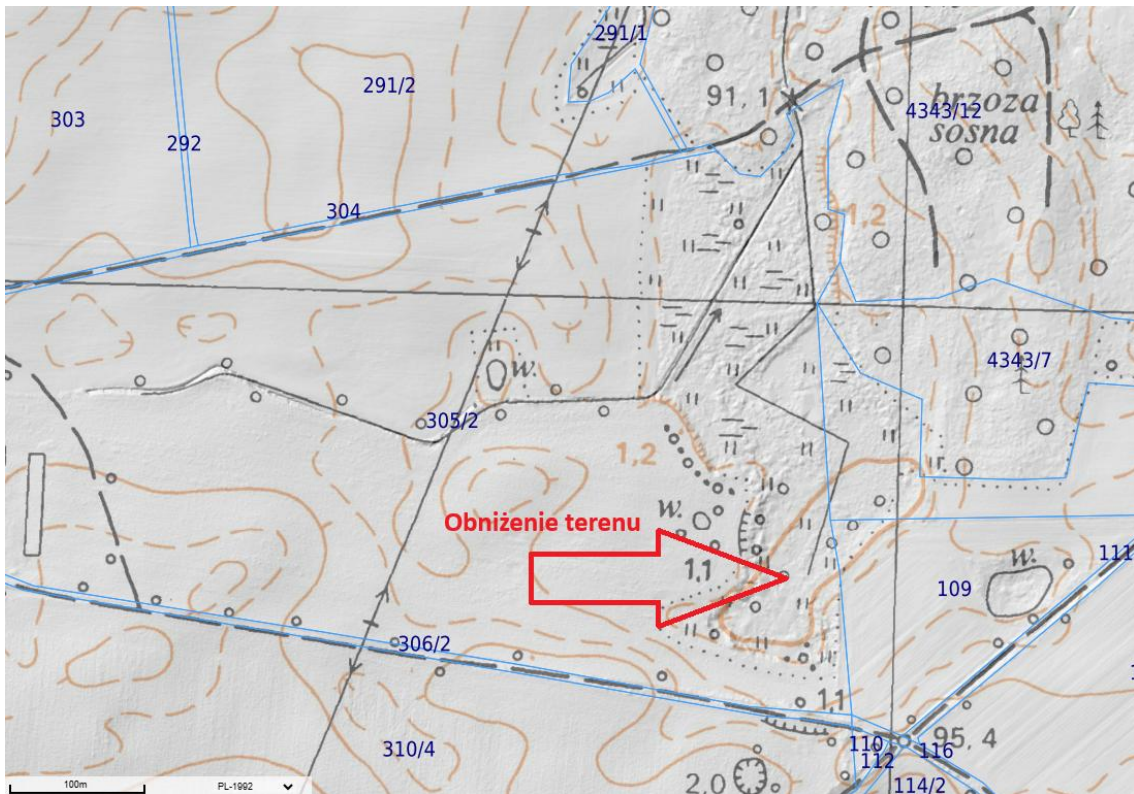 291/1
291/2
303
292
91,1
4343/12
brzoza
sosna
304
1,2
4343/7
w.
305/2
1,2
w.
Obniżenie terenu
1,1
w.
111
109
306/2
1,1
110
112
95,4
116
310/4
2,0
114/2
100m
PL-1992